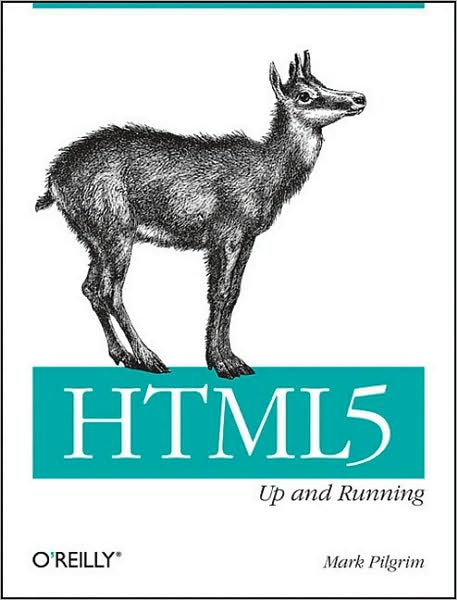 HTML5
Up and Running
O'REILLY®
Mark Pilgrim